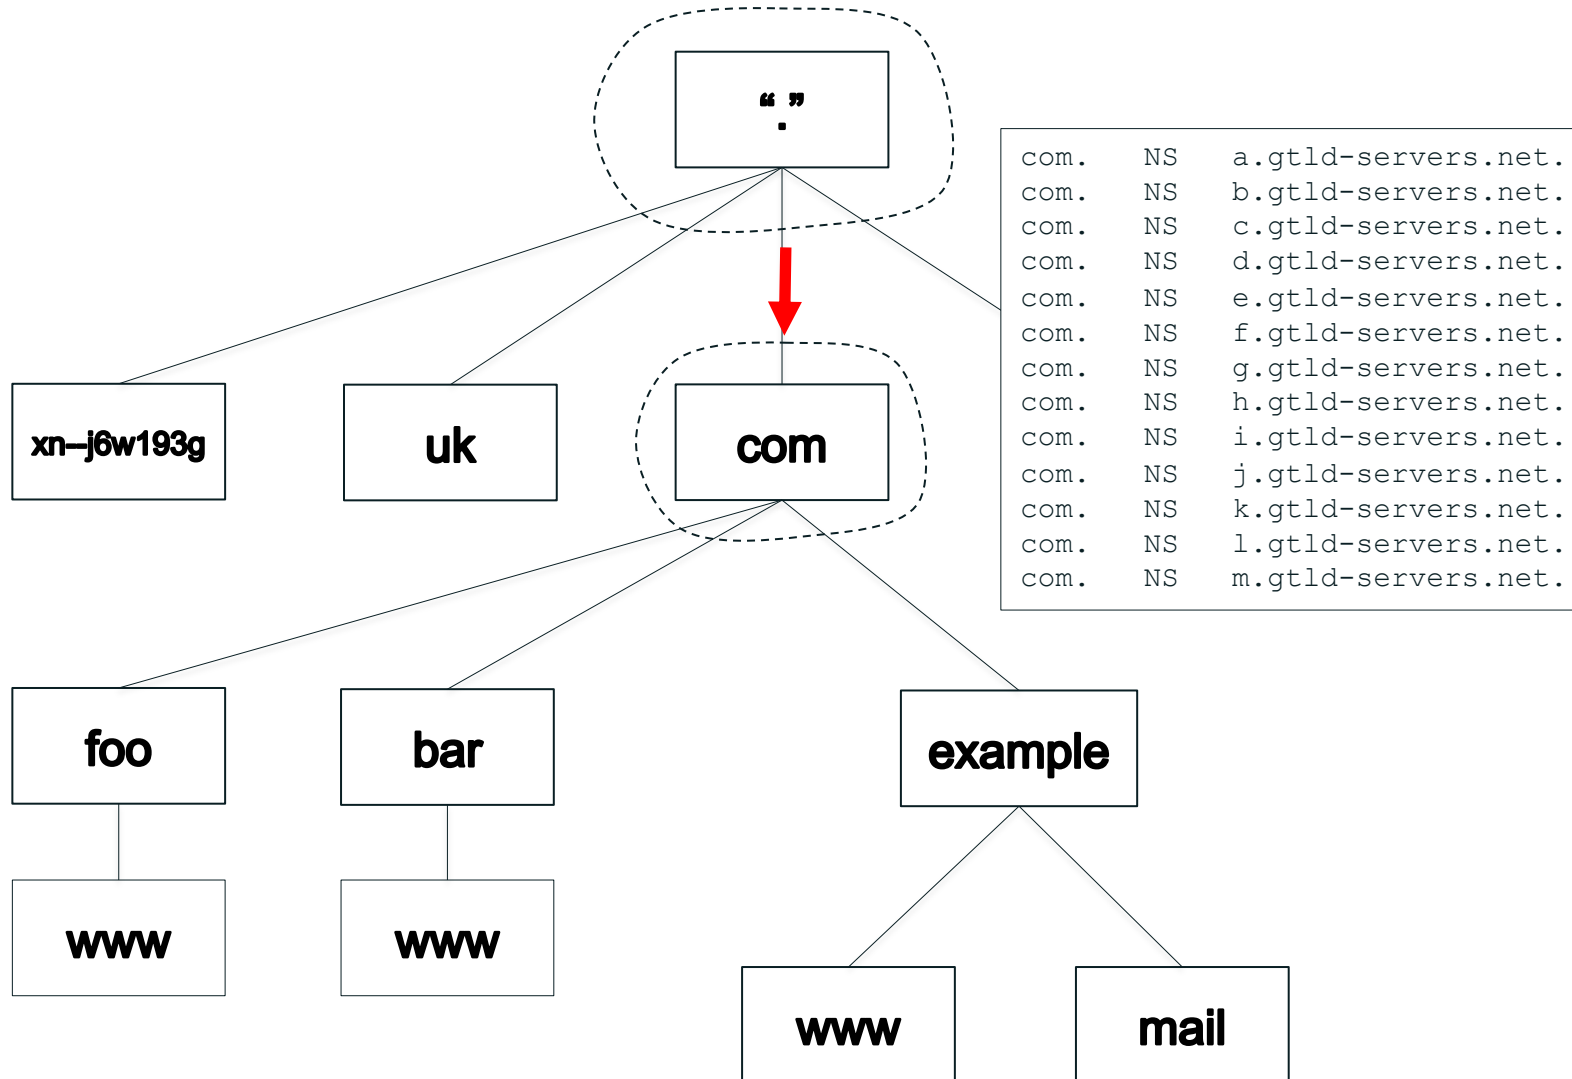 “.”
com. NS a.gtld-servers.net.
com. NS b.gtld-servers.net.
com. NS c.gtld-servers.net.
com. NS d.gtld-servers.net.
com. NS e.gtld-servers.net.
com. NS f.gtld-servers.net.
com. NS g.gtld-servers.net.
com. NS h.gtld-servers.net.
com. NS i.gtld-servers.net.
com. NS j.gtld-servers.net.
com. NS k.gtld-servers.net.
com. NS l.gtld-servers.net.
com. NS m.gtld-servers.net.
xn--j6w193g
uk
com
foo
bar
example
www
www
www
mail